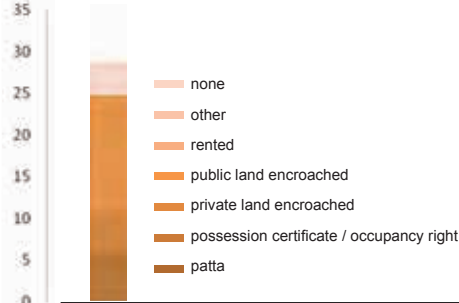 35
30
25
20
15
10
5
0
none
other
rented
public land encroached
private land encroached
possession certificate / occupancy right
patta